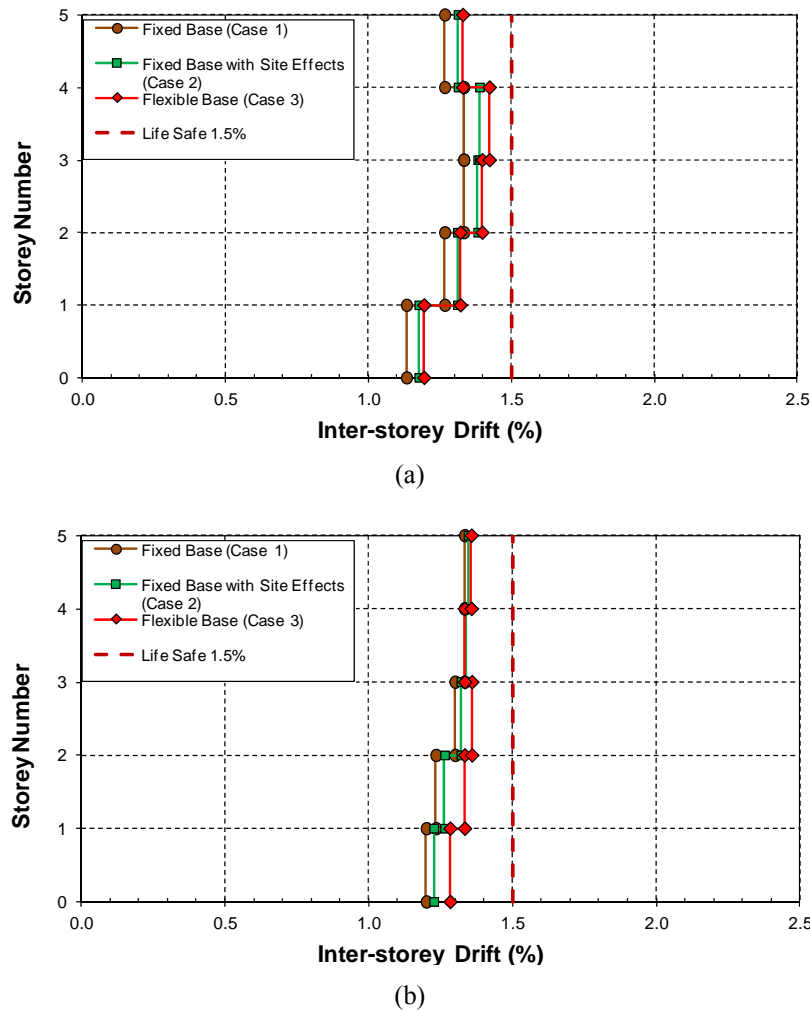 5
4
3
2
1
0
Storey Number
Fixed Base (Case 1)
Fixed Base with Site Effects
(Case 2)
Flexible Base (Case 3)
Life Safe 1.5%
0.0 0.5 1.0 1.5 2.0 2.5
Inter-storey Drift (%)
(a)
5
4
3
2
1
0
Storey Number
Fixed Base (Case 1)
Fixed Base with Site Effects
(Case 2)
Flexible Base (Case 3)
Life Safe 1.5%
0.0 0.5 1.0 1.5 2.0 2.5
Inter-storey Drift (%)
(b)